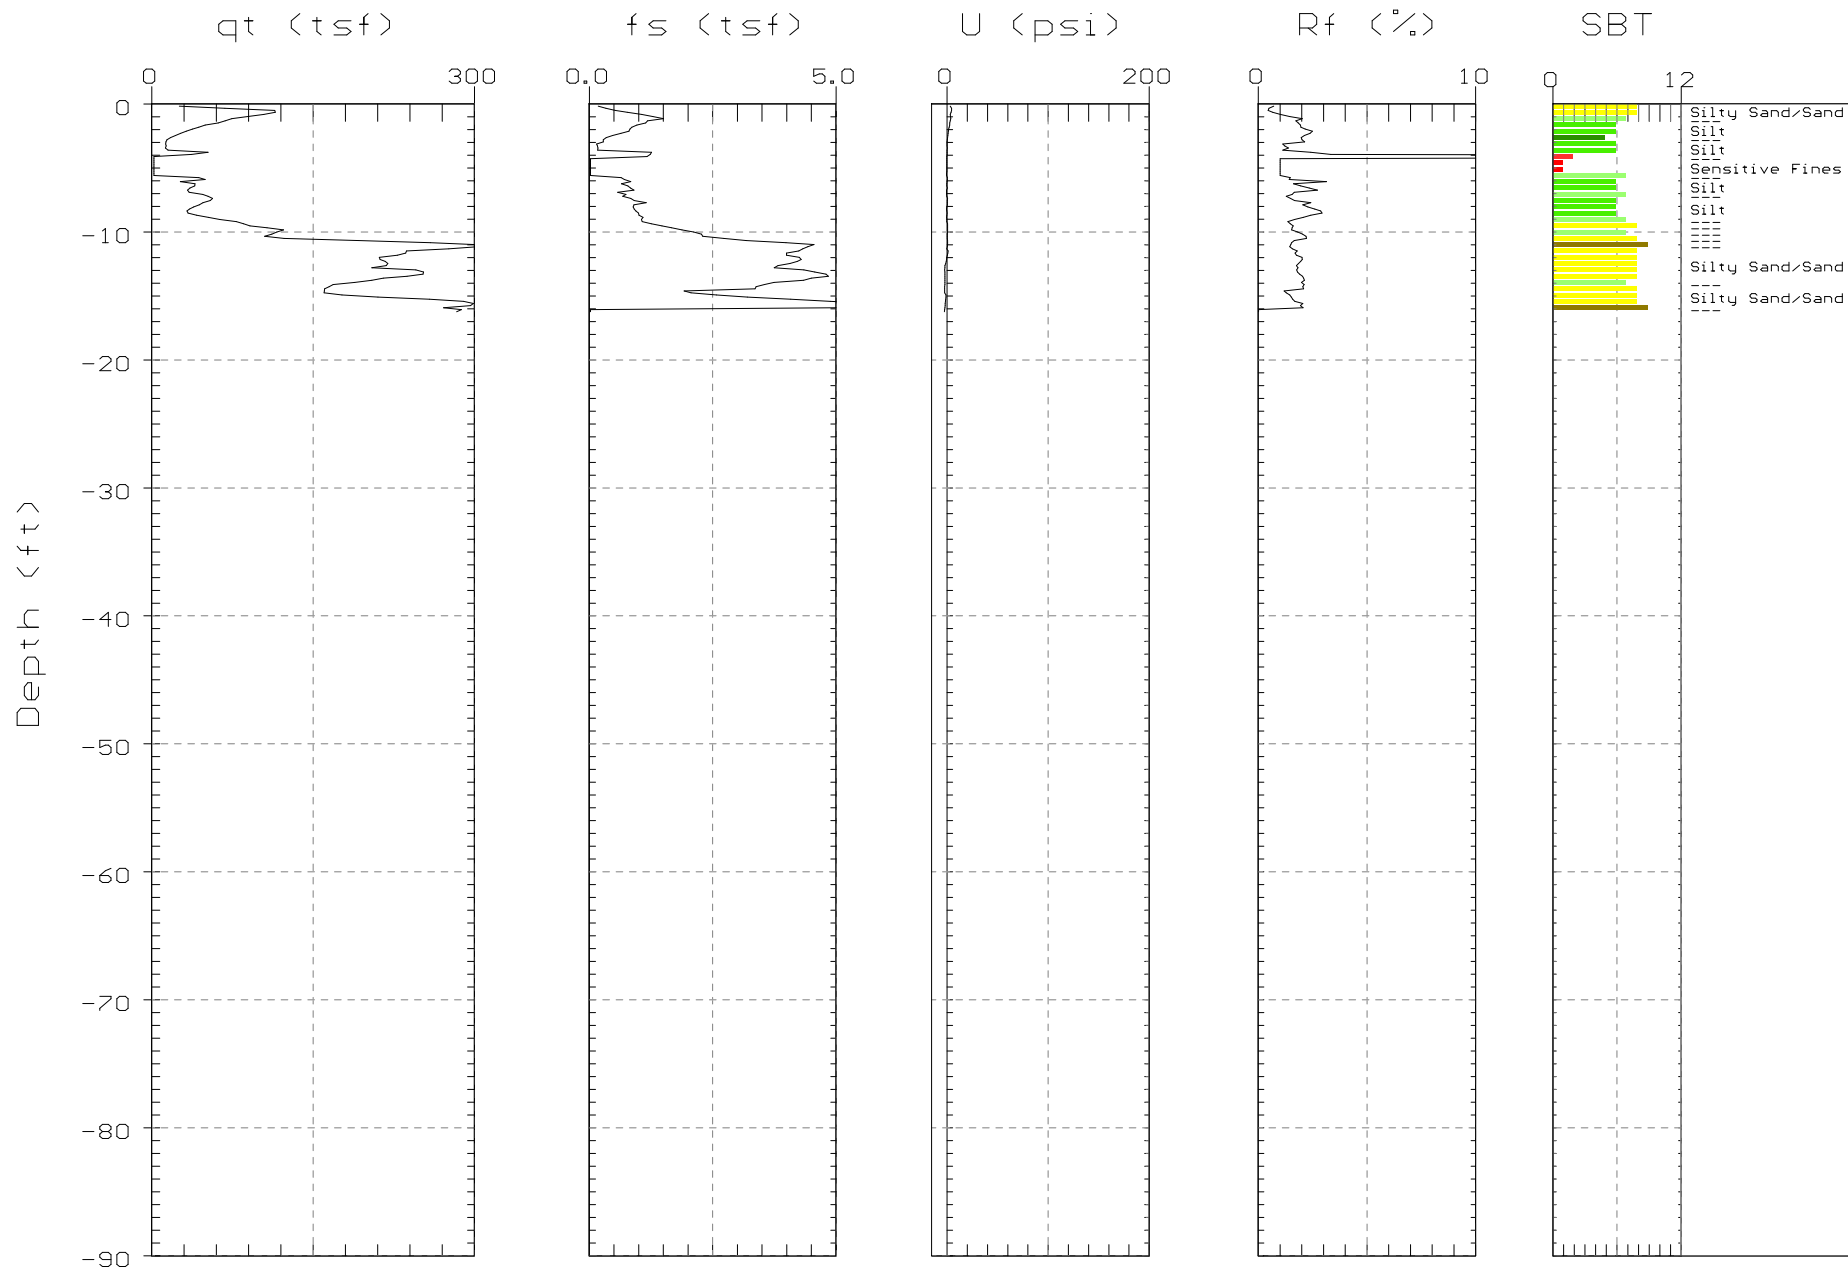 qt (tsf) fs (tsf) U (psi) Rf (%) SBT
0 300 0.0 5.0 0 200 0 10 0 12
0
-10
-20
-30
-40
-50
-60
-70
-80
-90
Depth (ft)
Silty Sand/Sand
---
Silt
---
Silt
---
Sensitive Fines
---
Silt
---
Silt
---
---
---
---
---
Silty Sand/Sand
---
Silty Sand/Sand
---